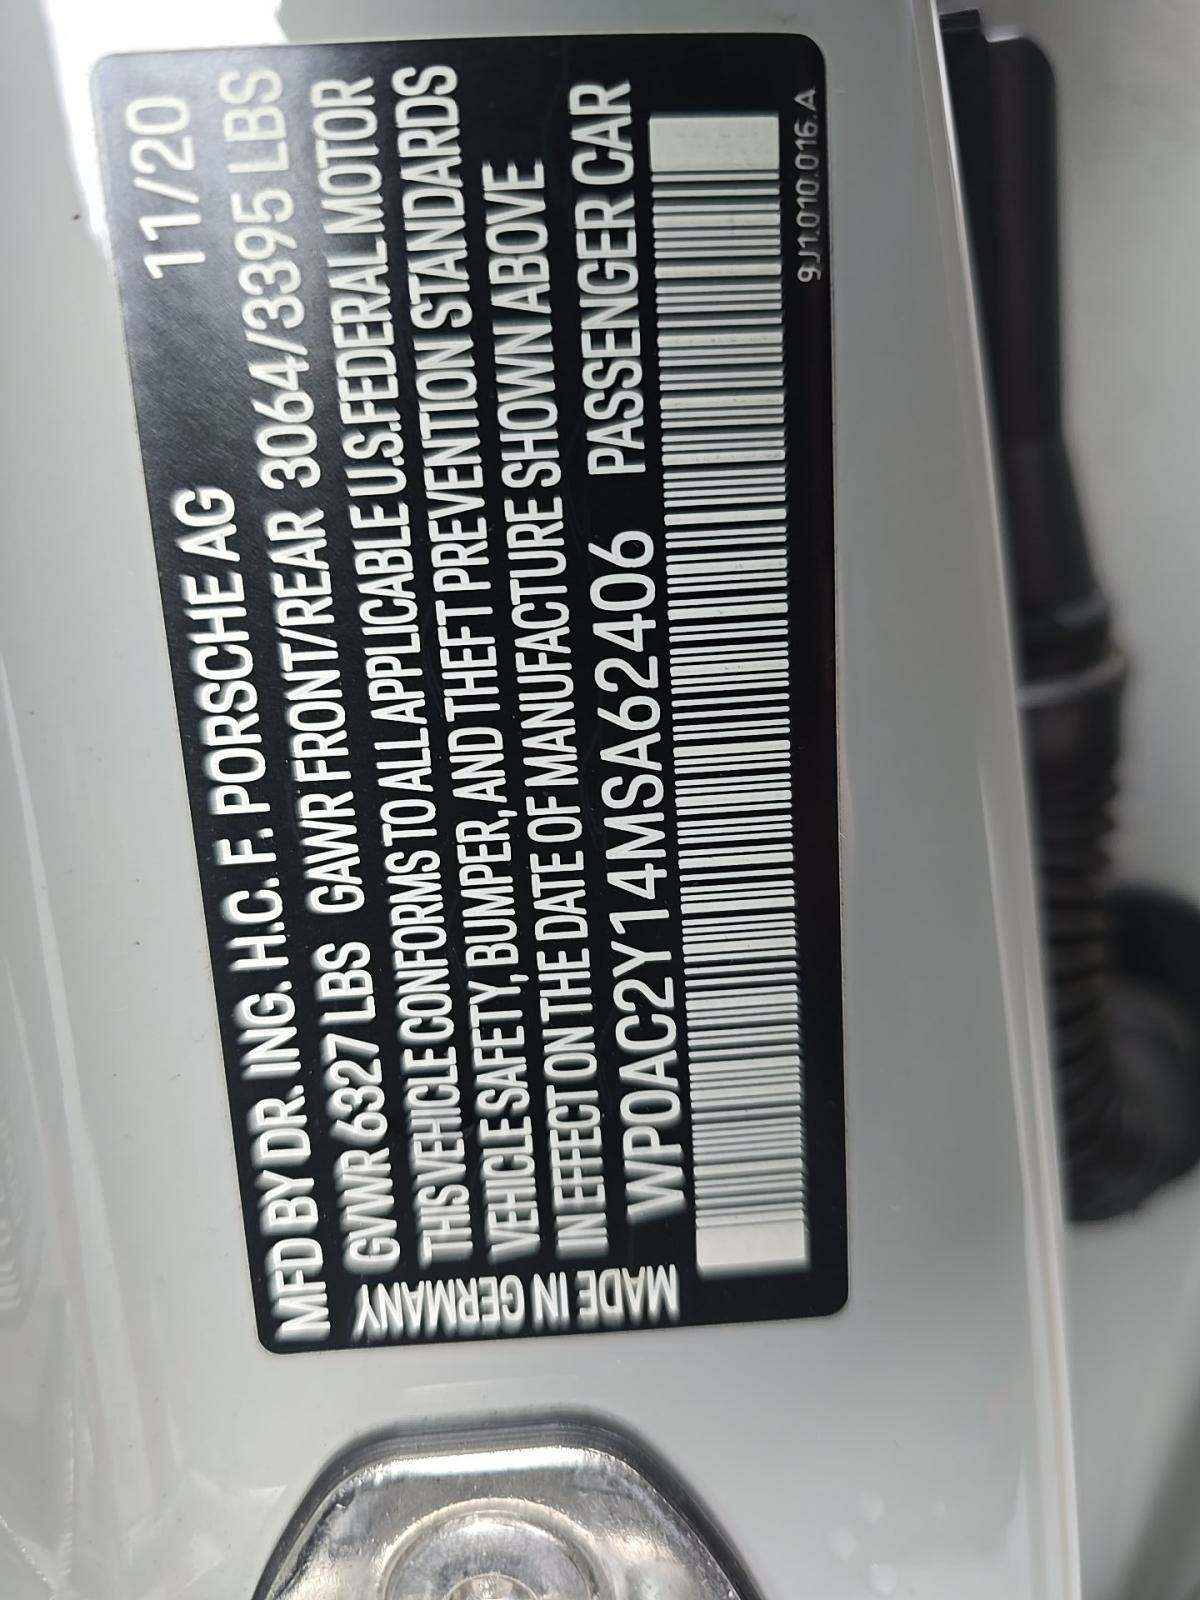 MFD BY DR. ING. H.C. F. PORSCHE AG 11/20
GVWR 6327 LBS GAWR FRONT/REAR 3064/3395 LBS
THIS VEHICLE CONFORMS TO ALL APPLICABLE U.S. FEDERAL MOTOR
VEHICLE SAFETY, BUMPER, AND THEFT PREVENTION STANDARDS
IN EFFECT ON THE DATE OF MANUFACTURE SHOWN ABOVE
WP0AC2Y14MSA62406 PASSENGER CAR
MADE IN GERMANY
9J1.010.016.A